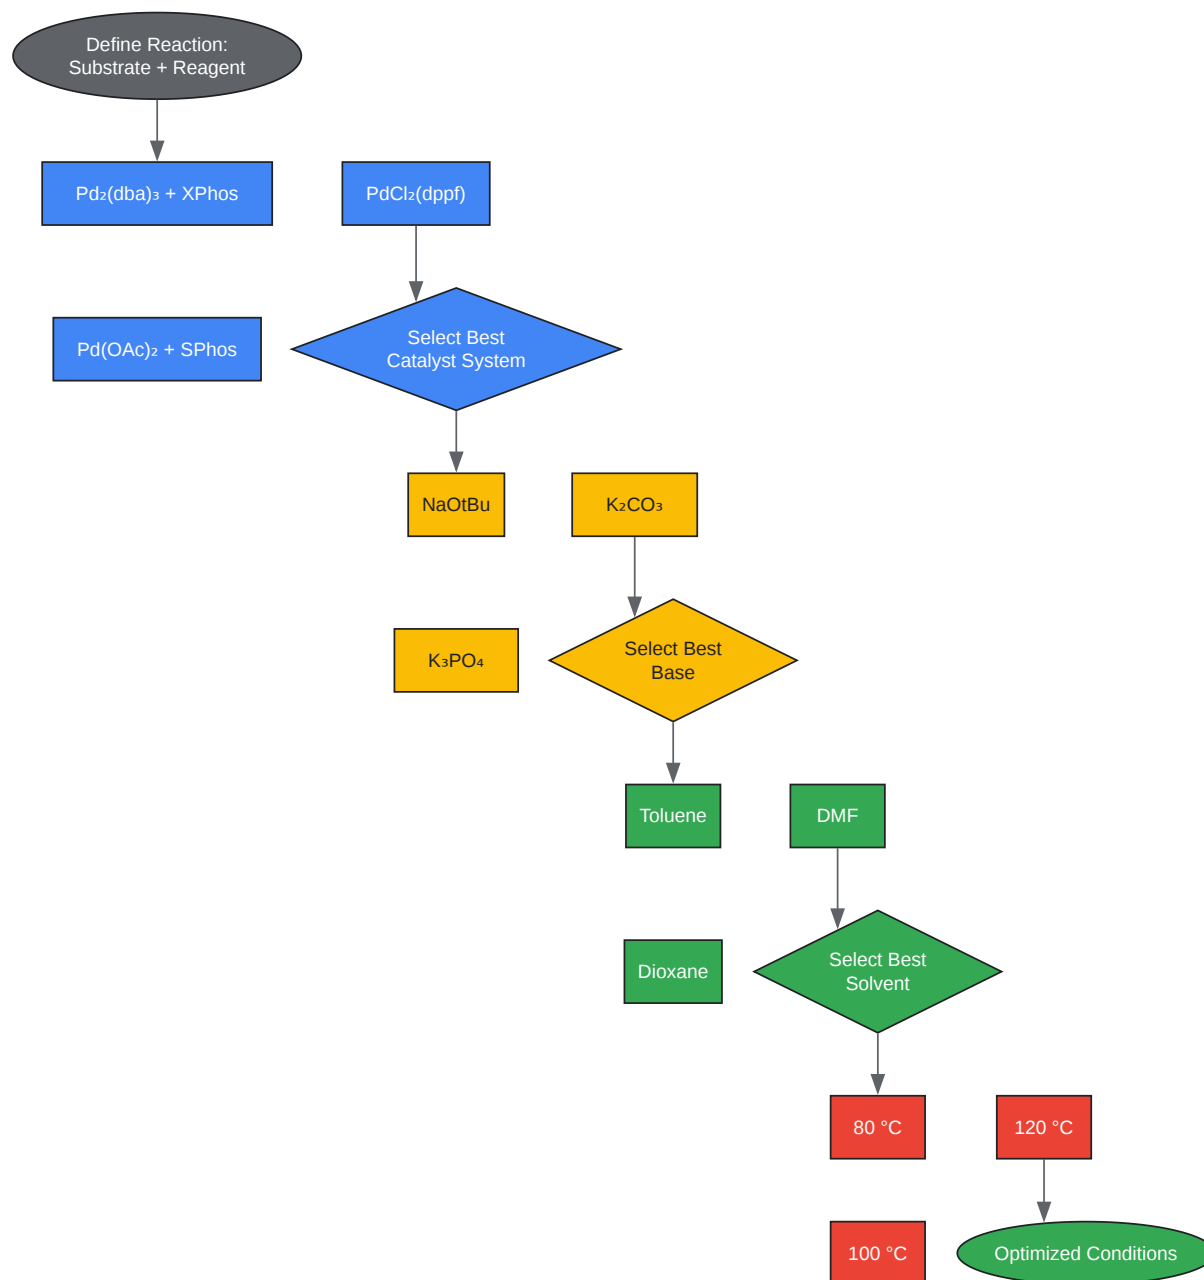 Define Reaction:
Substrate + Reagent
Pd₂(dba)₃ + XPhos
PdCl₂(dppf)
Pd(OAc)₂ + SPhos
Select Best
Catalyst System
NaOtBu
K₂CO₃
K₃PO₄
Select Best
Base
Toluene
DMF
Dioxane
Select Best
Solvent
80 °C
120 °C
100 °C
Optimized Conditions